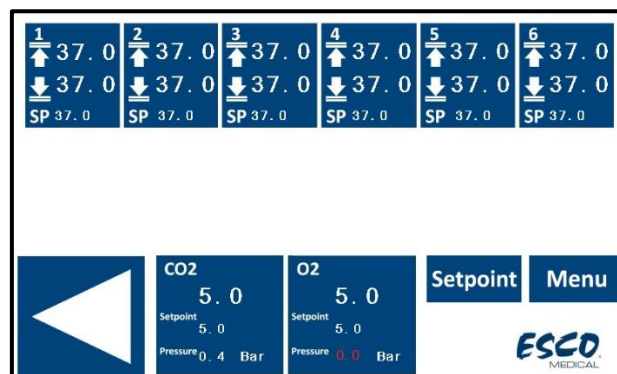 1 2 3 4 5 6
37. 0 37. 0 37. 0 37. 0 37. 0 37. 0
37. 0 37. 0 37. 0 37. 0 37. 0 37. 0
SP 37. 0 SP 37. 0 SP 37. 0 SP 37. 0 SP 37. 0 SP 37. 0
CO2
5. 0
Setpoint
5. 0
Pressure 0. 4 Bar
O2
5. 0
Setpoint
5. 0
Pressure 0.0 Bar
Setpoint
Menu
ESCO
MEDICAL